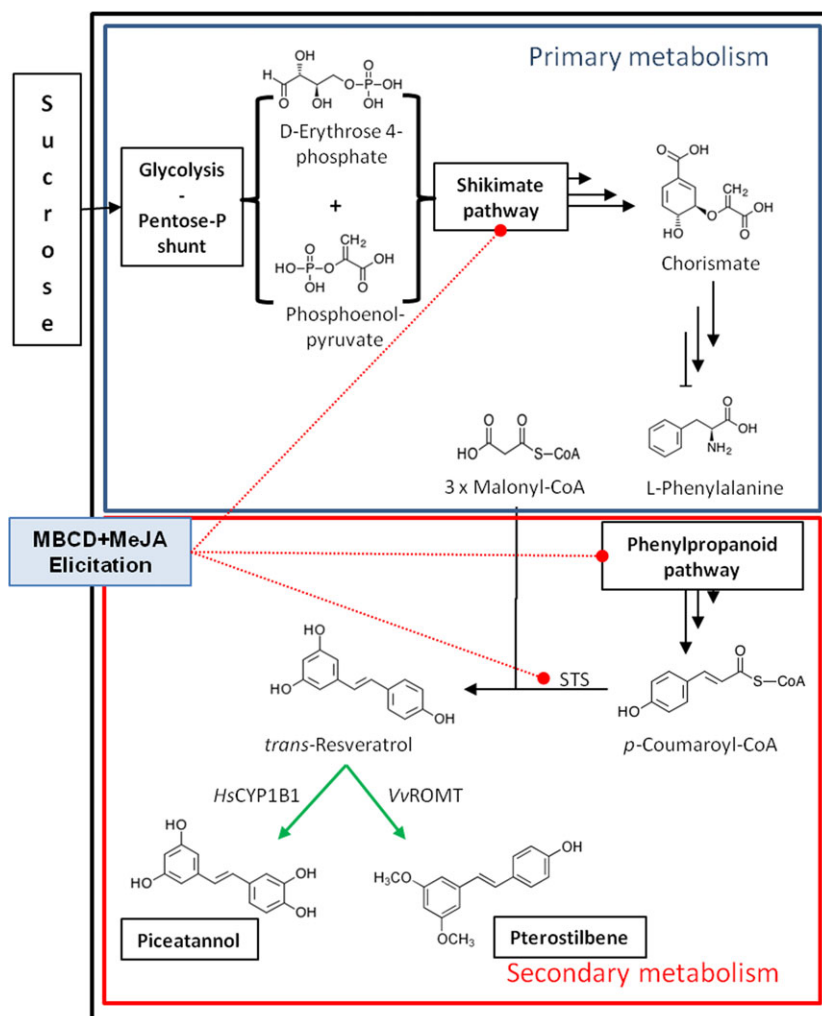 Primary metabolism
S
u
c
r
o
s
e
Glycolysis
-
Pentose-P
shunt
H
O
OH
OH
O
P
O
OH
OH
D-Erythrose 4-
phosphate
+
O
HO
P
O
OH
CH2
OH
O
Phosphoenol-
pyruvate
Shikimate
pathway
O
OH
CH2
O
OH
O
HO
Chorismate
O
O
HO
S–CoA
3 x Malonyl-CoA
O
OH
NH2
L-Phenylalanine
MBCD+MeJA
Elicitation
Phenylpropanoid
pathway
HO
HO
OH
trans-Resveratrol
STS
O
S–CoA
HO
p-Coumaroyl-CoA
HsCYP1B1
VvROMT
HO
HO
OH
OH
Piceatannol
OH
H3CO
OCH3
Pterostilbene
Secondary metabolism